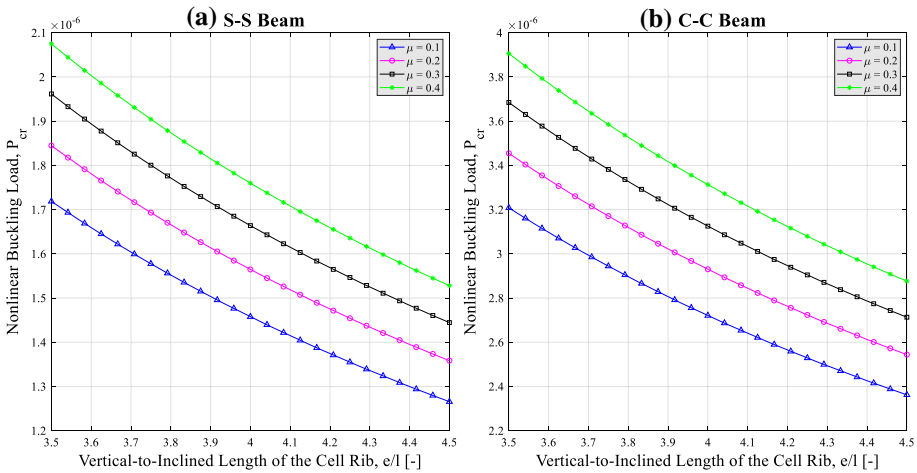 (a) S-S Beam
×10⁻⁶
2.1
2
1.9
1.8
1.7
1.6
1.5
1.4
1.3
1.2
Nonlinear Buckling Load, P_cr
μ = 0.1
μ = 0.2
μ = 0.3
μ = 0.4
3.5 3.6 3.7 3.8 3.9 4 4.1 4.2 4.3 4.4 4.5
Vertical-to-Inclined Length of the Cell Rib, e/l [-]
(b) C-C Beam
×10⁻⁶
4
3.8
3.6
3.4
3.2
3
2.8
2.6
2.4
2.2
Nonlinear Buckling Load, P_cr
μ = 0.1
μ = 0.2
μ = 0.3
μ = 0.4
3.5 3.6 3.7 3.8 3.9 4 4.1 4.2 4.3 4.4 4.5
Vertical-to-Inclined Length of the Cell Rib, e/l [-]